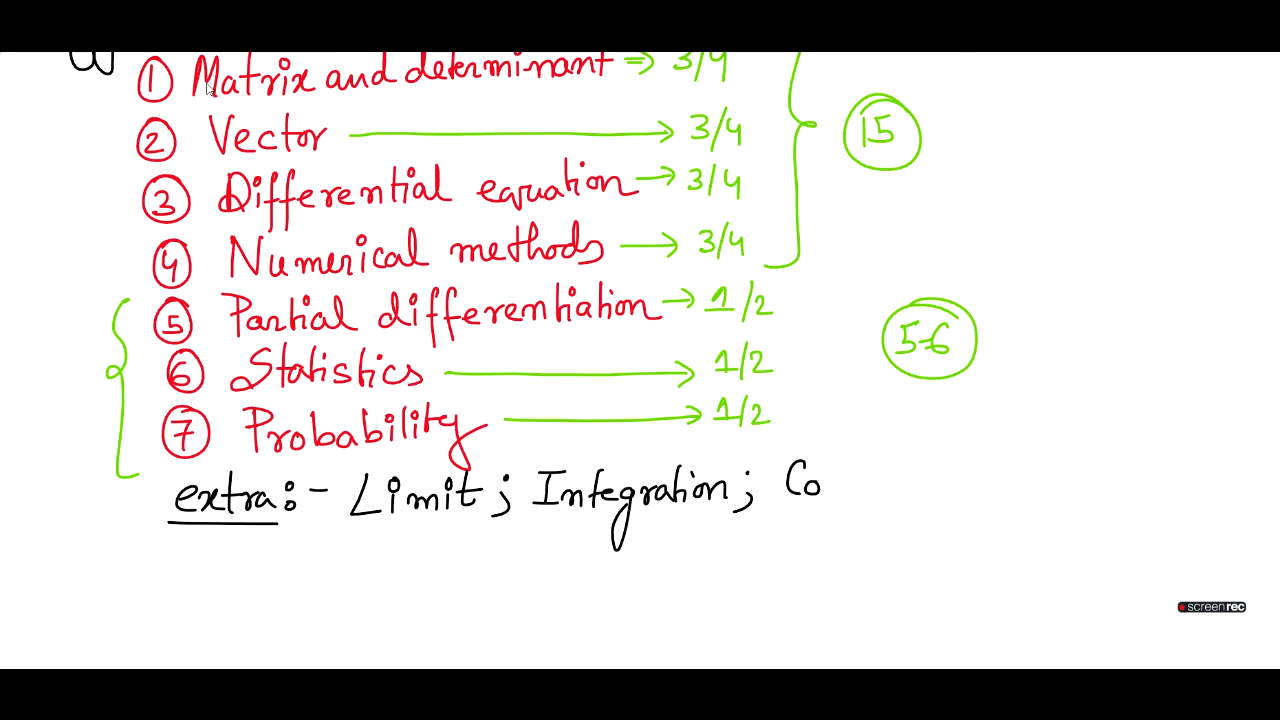 ① Matrix and determinant ⇒ 3/4
② Vector → 3/4
15
③ Differential equation → 3/4
④ Numerical methods → 3/4
⑤ Partial differentiation → 1/2
5-6
⑥ Statistics → 1/2
⑦ Probability → 1/2
extra:- Limit; Integration; Co
screenrec